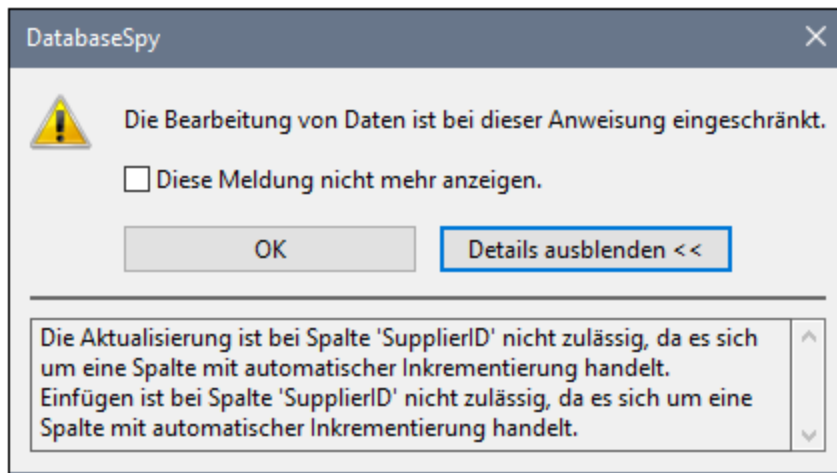 DatabaseSpy
Die Bearbeitung von Daten ist bei dieser Anweisung eingeschränkt.
Diese Meldung nicht mehr anzeigen.
OK
Details ausblenden <<
Die Aktualisierung ist bei Spalte 'SupplierID' nicht zulässig, da es sich
um eine Spalte mit automatischer Inkrementierung handelt.
Einfügen ist bei Spalte 'SupplierID' nicht zulässig, da es sich um eine
Spalte mit automatischer Inkrementierung handelt.